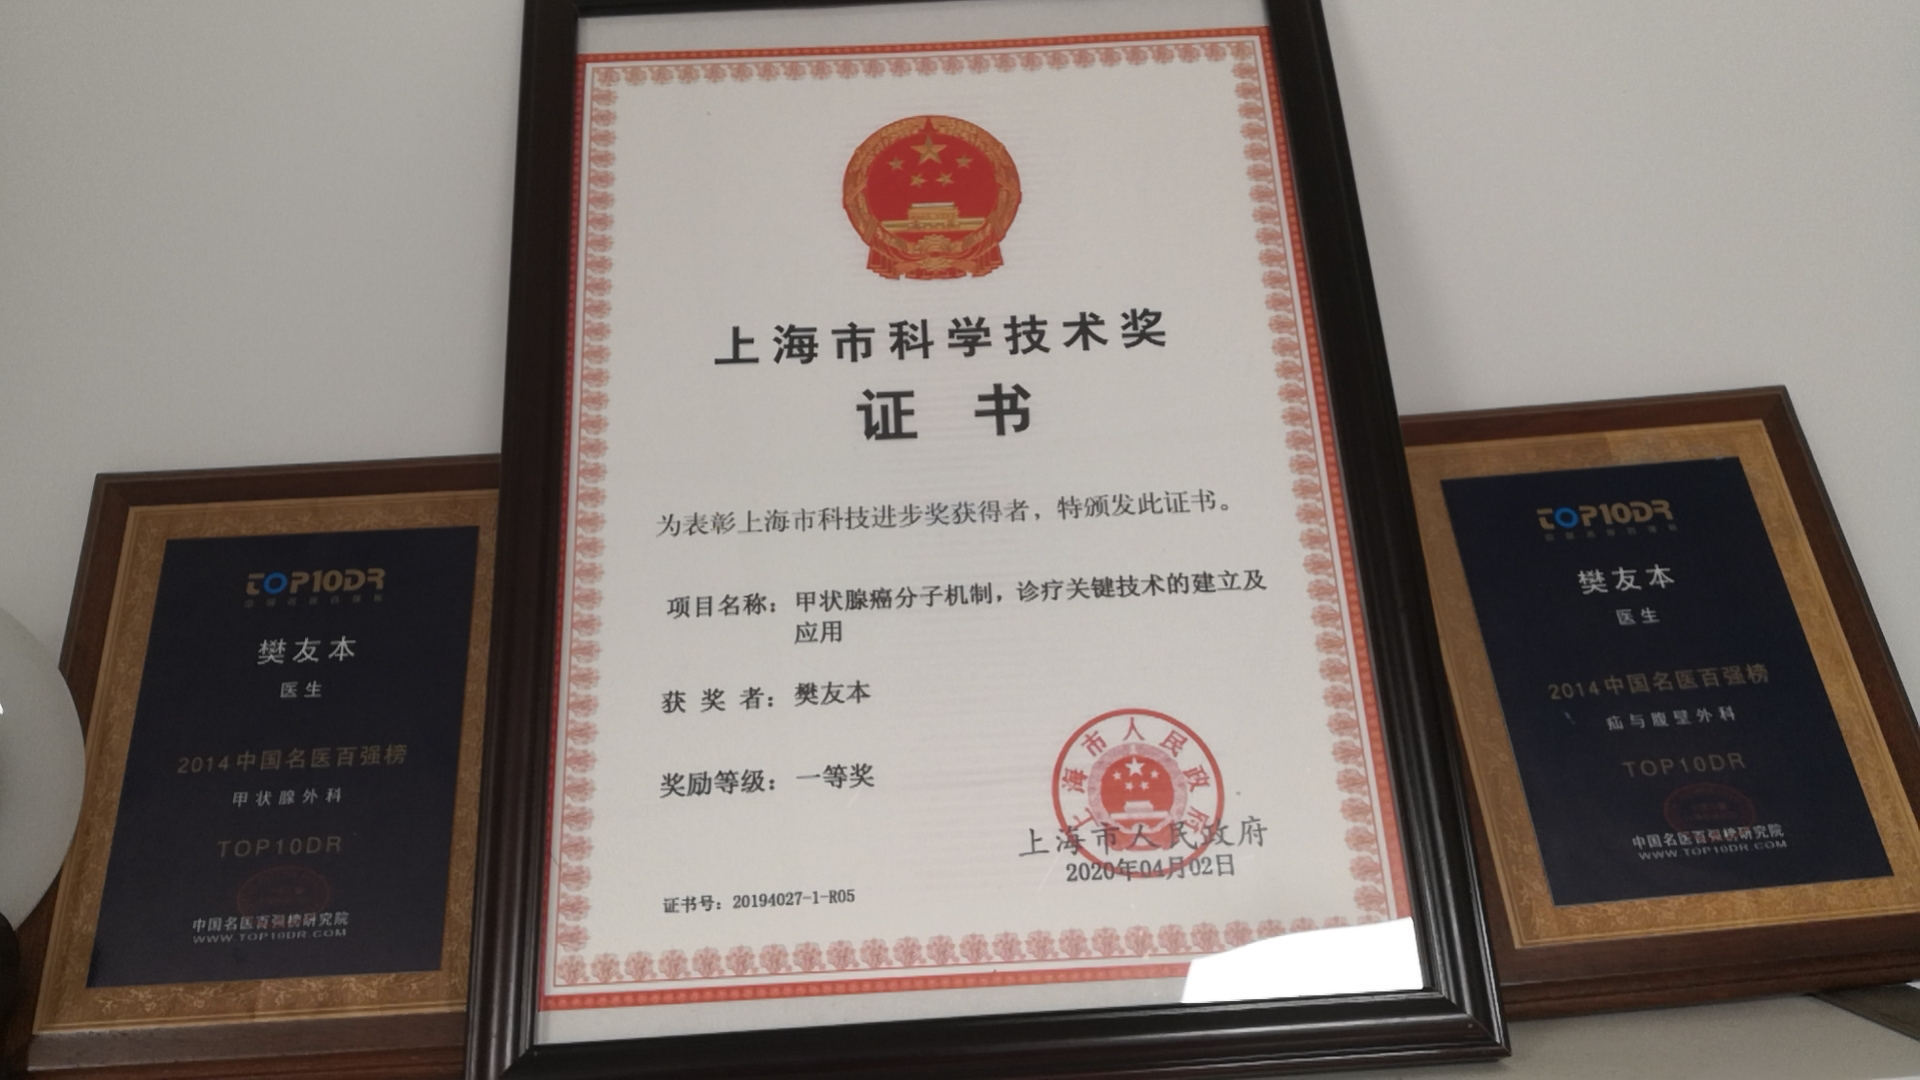 TOP10DR
樊友本
医生
2014中国名医百强榜
甲状腺外科
TOP10DR
中国名医百强榜研究院
WWW.TOP10DR.COM
上海市科学技术奖
证 书
为表彰上海市科技进步奖获得者，特颁发此证书。
项目名称：甲状腺癌分子机制，诊疗关键技术的建立及
应用
获 奖 者：樊友本
奖励等级：一等奖
上海市人民政府
上海市人民政府
2020年04月02日
证书号：20194027-1-R05
TOP10DR
樊友本
医生
2014中国名医百强榜
疝与腹壁外科
TOP10DR
中国名医百强榜研究院
WWW.TOP10DR.COM